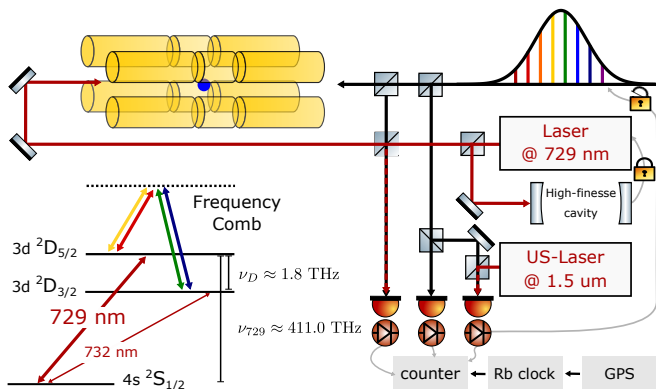 Laser
@ 729 nm
High-finesse
cavity
US-Laser
@ 1.5 um
Frequency
Comb
3d ²D₅/₂
3d ²D₃/₂
ν_D ≈ 1.8 THz
729 nm
732 nm
ν₇₂₉ ≈ 411.0 THz
4s ²S₁/₂
counter
Rb clock
GPS